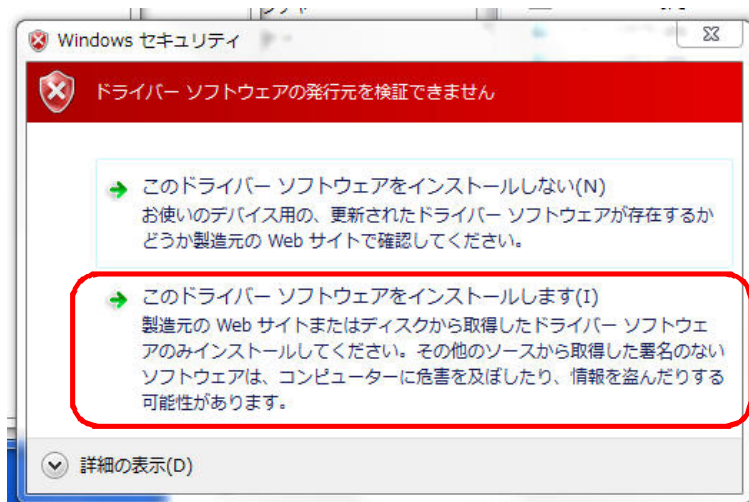 Windows セキュリティ
ドライバー ソフトウェアの発行元を検証できません
このドライバー ソフトウェアをインストールしない(N)
お使いのデバイス用の、更新されたドライバー ソフトウェアが存在するか
どうか製造元の Web サイトで確認してください。
このドライバー ソフトウェアをインストールします(I)
製造元の Web サイトまたはディスクから取得したドライバー ソフトウェ
アのみインストールしてください。その他のソースから取得した署名のない
ソフトウェアは、コンピューターに危害を及ぼしたり、情報を盗んだりする
可能性があります。
詳細の表示(D)